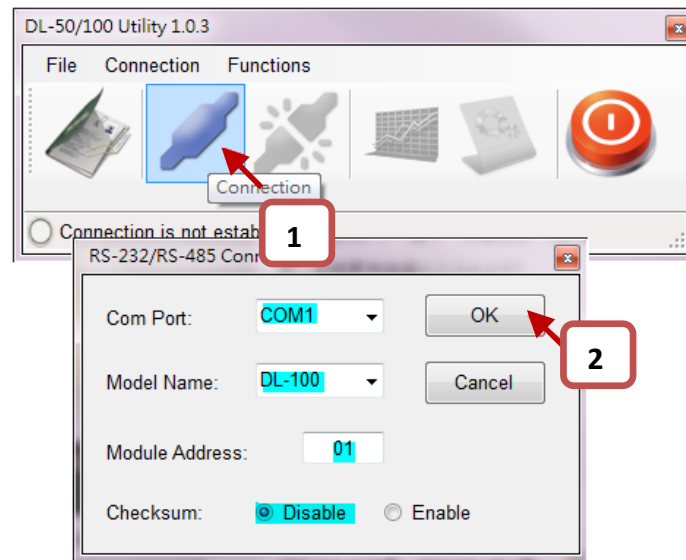 DL-50/100 Utility 1.0.3
File Connection Functions
Connection
Connection is not estab
1
RS-232/RS-485 Conn
Com Port: COM1 OK
2
Model Name: DL-100 Cancel
Module Address: 01
Checksum: Disable Enable